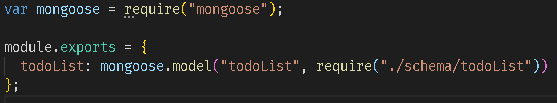 var mongoose = require("mongoose");
module.exports = {
  todoList: mongoose.model("todoList", require("./schema/todoList"))
};